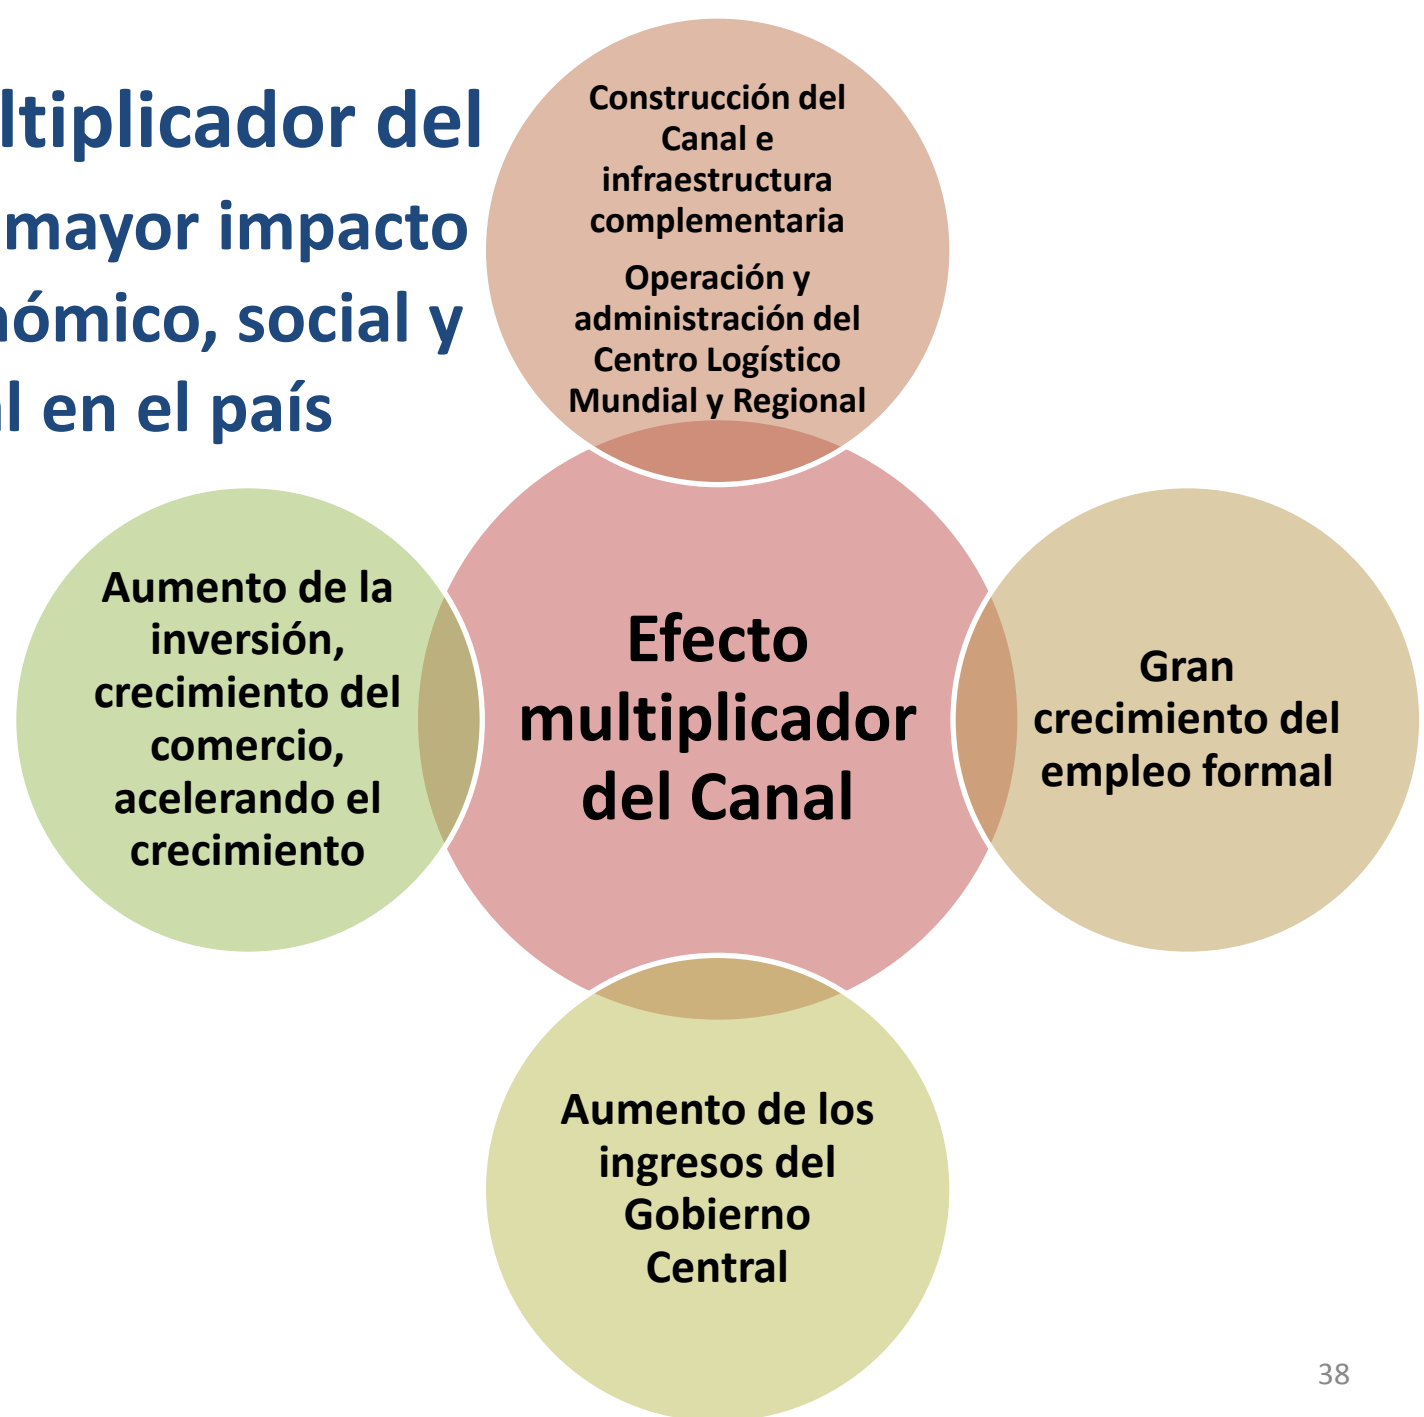 ltiplicador del
mayor impacto
nómico, social y
l en el país
Construcción del
Canal e
infraestructura
complementaria
Operación y
administración del
Centro Logístico
Mundial y Regional
Aumento de la
inversión,
crecimiento del
comercio,
acelerando el
crecimiento
Efecto
multiplicador
del Canal
Gran
crecimiento del
empleo formal
Aumento de los
ingresos del
Gobierno
Central
38